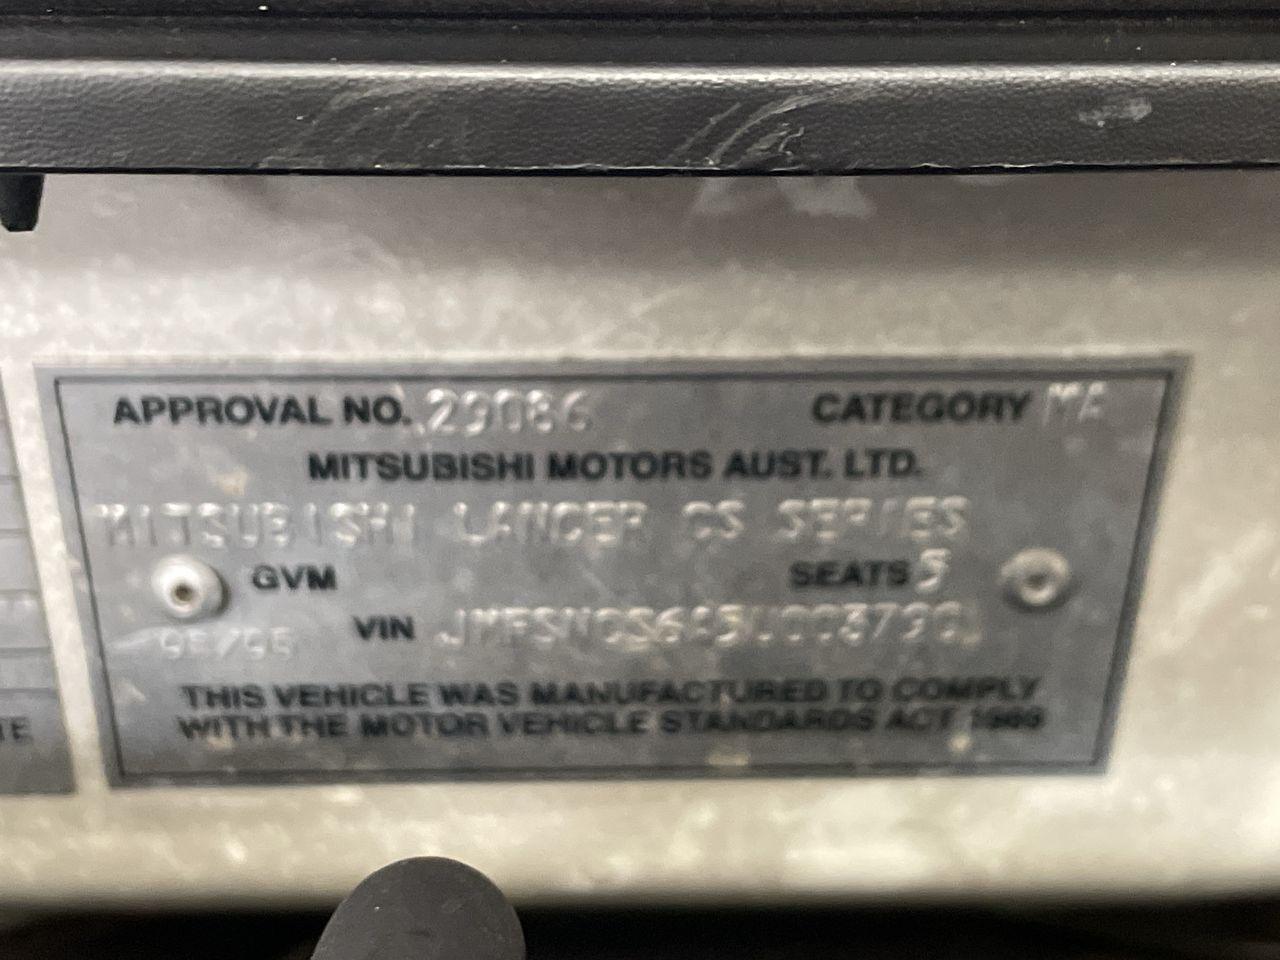 APPROVAL NO. 29086 CATEGORY MA
MITSUBISHI MOTORS AUST. LTD.
MITSUBISHI LANCER CS SERIES
GVM SEATS 5
VIN
THIS VEHICLE WAS MANUFACTURED TO COMPLY
WITH THE MOTOR VEHICLE STANDARDS ACT 1989
TE